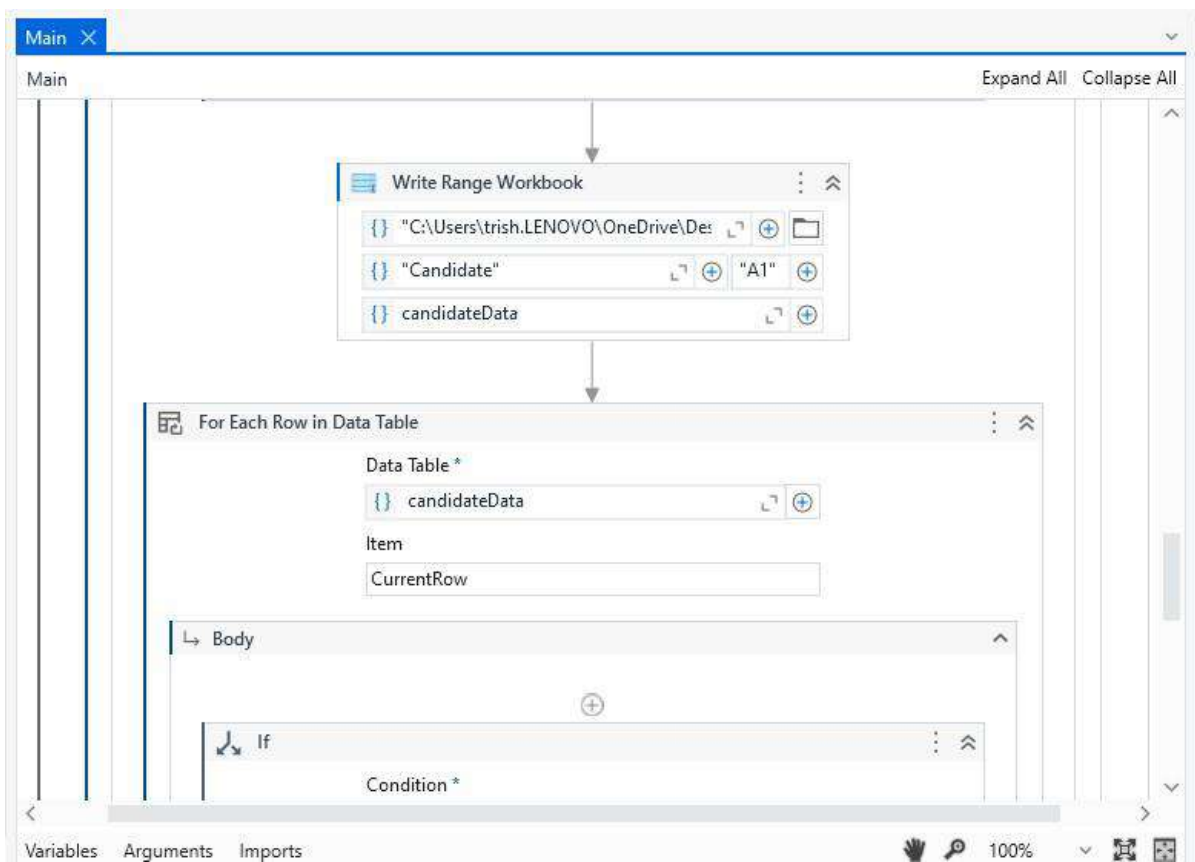 Main
Main Expand All Collapse All
Write Range Workbook
{} "C:\Users\trish.LENOVO\OneDrive\Des
{} "Candidate" "A1"
{} candidateData
For Each Row in Data Table
Data Table *
{} candidateData
Item
CurrentRow
Body
If
Condition *
Variables Arguments Imports 100%